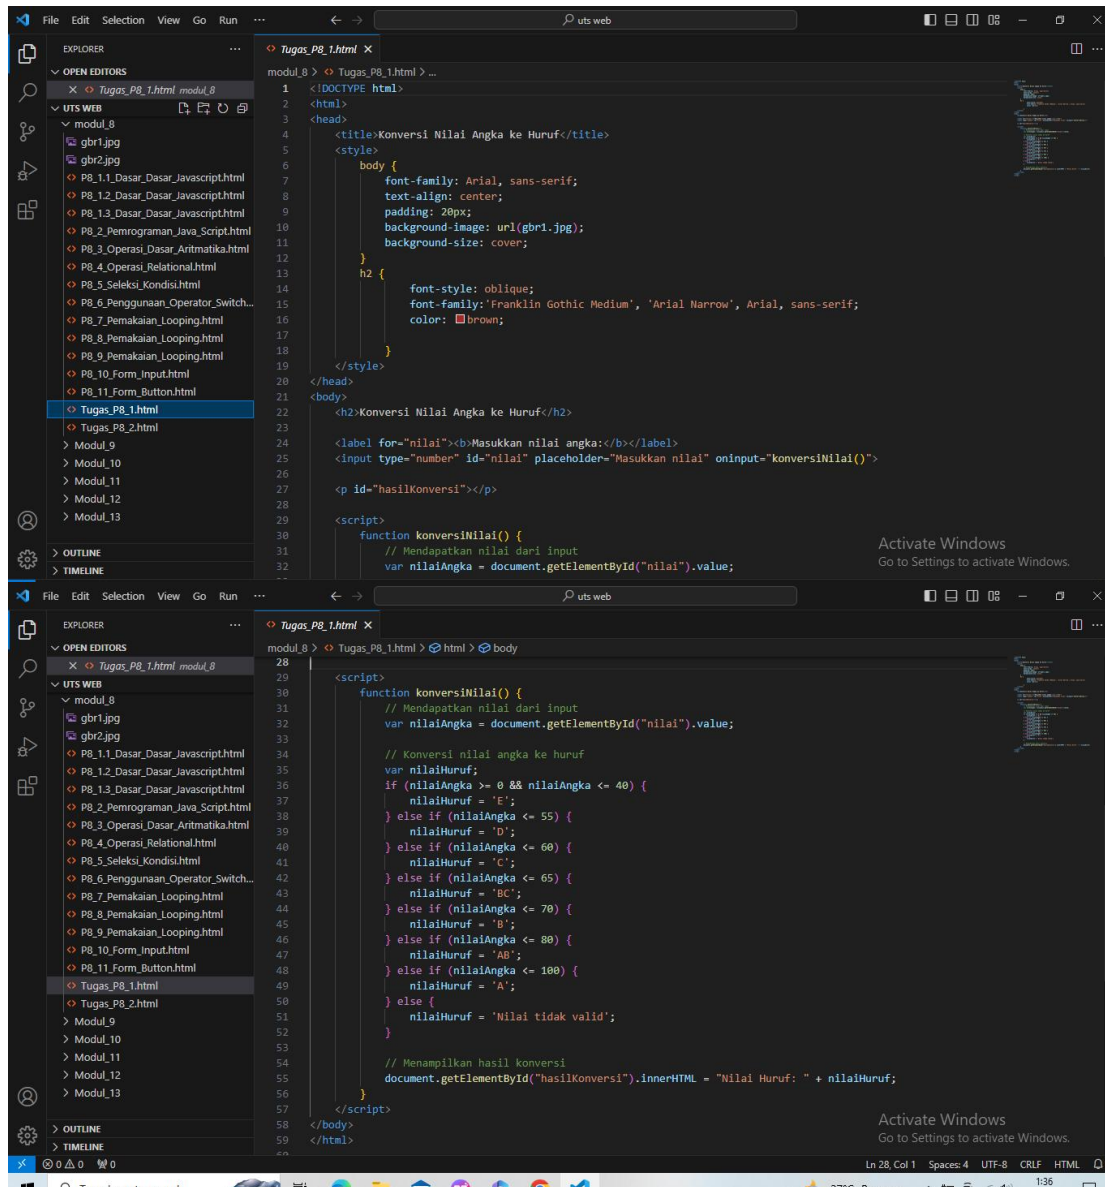 File Edit Selection View Go Run ··· uts web
EXPLORER ···
Tugas_P8_1.html
OPEN EDITORS
modul_8 > Tugas_P8_1.html > ...
Tugas_P8_1.html modul_8
UTS WEB
modul_8
gbr1.jpg
gbr2.jpg
P8_1.1_Dasar_Dasar_Javascript.html
P8_1.2_Dasar_Dasar_Javascript.html
P8_1.3_Dasar_Dasar_Javascript.html
P8_2_Pemrograman_Java_Script.html
P8_3_Operasi_Dasar_Aritmatika.html
P8_4_Operasi_Relational.html
P8_5_Seleksi_Kondisi.html
P8_6_Penggunaan_Operator_Switch...
P8_7_Pemakaian_Looping.html
P8_8_Pemakaian_Looping.html
P8_9_Pemakaian_Looping.html
P8_10_Form_Input.html
P8_11_Form_Button.html
Tugas_P8_1.html
Tugas_P8_2.html
Modul_9
Modul_10
Modul_11
Modul_12
Modul_13
OUTLINE
TIMELINE
1 <!DOCTYPE html>
2 <html>
3 <head>
4 <title>Konversi Nilai Angka ke Huruf</title>
5 <style>
6 body {
7 font-family: Arial, sans-serif;
8 text-align: center;
9 padding: 20px;
10 background-image: url(gbr1.jpg);
11 background-size: cover;
12 }
13 h2 {
14 font-style: oblique;
15 font-family:'Franklin Gothic Medium', 'Arial Narrow', Arial, sans-serif;
16 color: brown;
17
18 }
19 </style>
20 </head>
21 <body>
22 <h2>Konversi Nilai Angka ke Huruf</h2>
23
24 <label for="nilai"><b>Masukkan nilai angka:</b></label>
25 <input type="number" id="nilai" placeholder="Masukkan nilai" oninput="konversiNilai()">
26
27 <p id="hasilKonversi"></p>
28
29 <script>
30 function konversiNilai() {
31 // Mendapatkan nilai dari input
32 var nilaiAngka = document.getElementById("nilai").value;
Activate Windows
Go to Settings to activate Windows.
File Edit Selection View Go Run ··· uts web
EXPLORER ···
Tugas_P8_1.html
OPEN EDITORS
modul_8 > Tugas_P8_1.html > html > body
Tugas_P8_1.html modul_8
UTS WEB
modul_8
gbr1.jpg
gbr2.jpg
P8_1.1_Dasar_Dasar_Javascript.html
P8_1.2_Dasar_Dasar_Javascript.html
P8_1.3_Dasar_Dasar_Javascript.html
P8_2_Pemrograman_Java_Script.html
P8_3_Operasi_Dasar_Aritmatika.html
P8_4_Operasi_Relational.html
P8_5_Seleksi_Kondisi.html
P8_6_Penggunaan_Operator_Switch...
P8_7_Pemakaian_Looping.html
P8_8_Pemakaian_Looping.html
P8_9_Pemakaian_Looping.html
P8_10_Form_Input.html
P8_11_Form_Button.html
Tugas_P8_1.html
Tugas_P8_2.html
Modul_9
Modul_10
Modul_11
Modul_12
Modul_13
OUTLINE
TIMELINE
28
29 <script>
30 function konversiNilai() {
31 // Mendapatkan nilai dari input
32 var nilaiAngka = document.getElementById("nilai").value;
33
34 // Konversi nilai angka ke huruf
35 var nilaiHuruf;
36 if (nilaiAngka >= 0 && nilaiAngka <= 40) {
37 nilaiHuruf = 'E';
38 } else if (nilaiAngka <= 55) {
39 nilaiHuruf = 'D';
40 } else if (nilaiAngka <= 60) {
41 nilaiHuruf = 'C';
42 } else if (nilaiAngka <= 65) {
43 nilaiHuruf = 'BC';
44 } else if (nilaiAngka <= 70) {
45 nilaiHuruf = 'B';
46 } else if (nilaiAngka <= 80) {
47 nilaiHuruf = 'AB';
48 } else if (nilaiAngka <= 100) {
49 nilaiHuruf = 'A';
50 } else {
51 nilaiHuruf = 'Nilai tidak valid';
52 }
53
54 // Menampilkan hasil konversi
55 document.getElementById("hasilKonversi").innerHTML = "Nilai Huruf: " + nilaiHuruf;
56 }
57 </script>
58 </body>
59 </html>
Activate Windows
Go to Settings to activate Windows.
0 0 0 Ln 28, Col 1 Spaces: 4 UTF-8 CRLF HTML
1:36